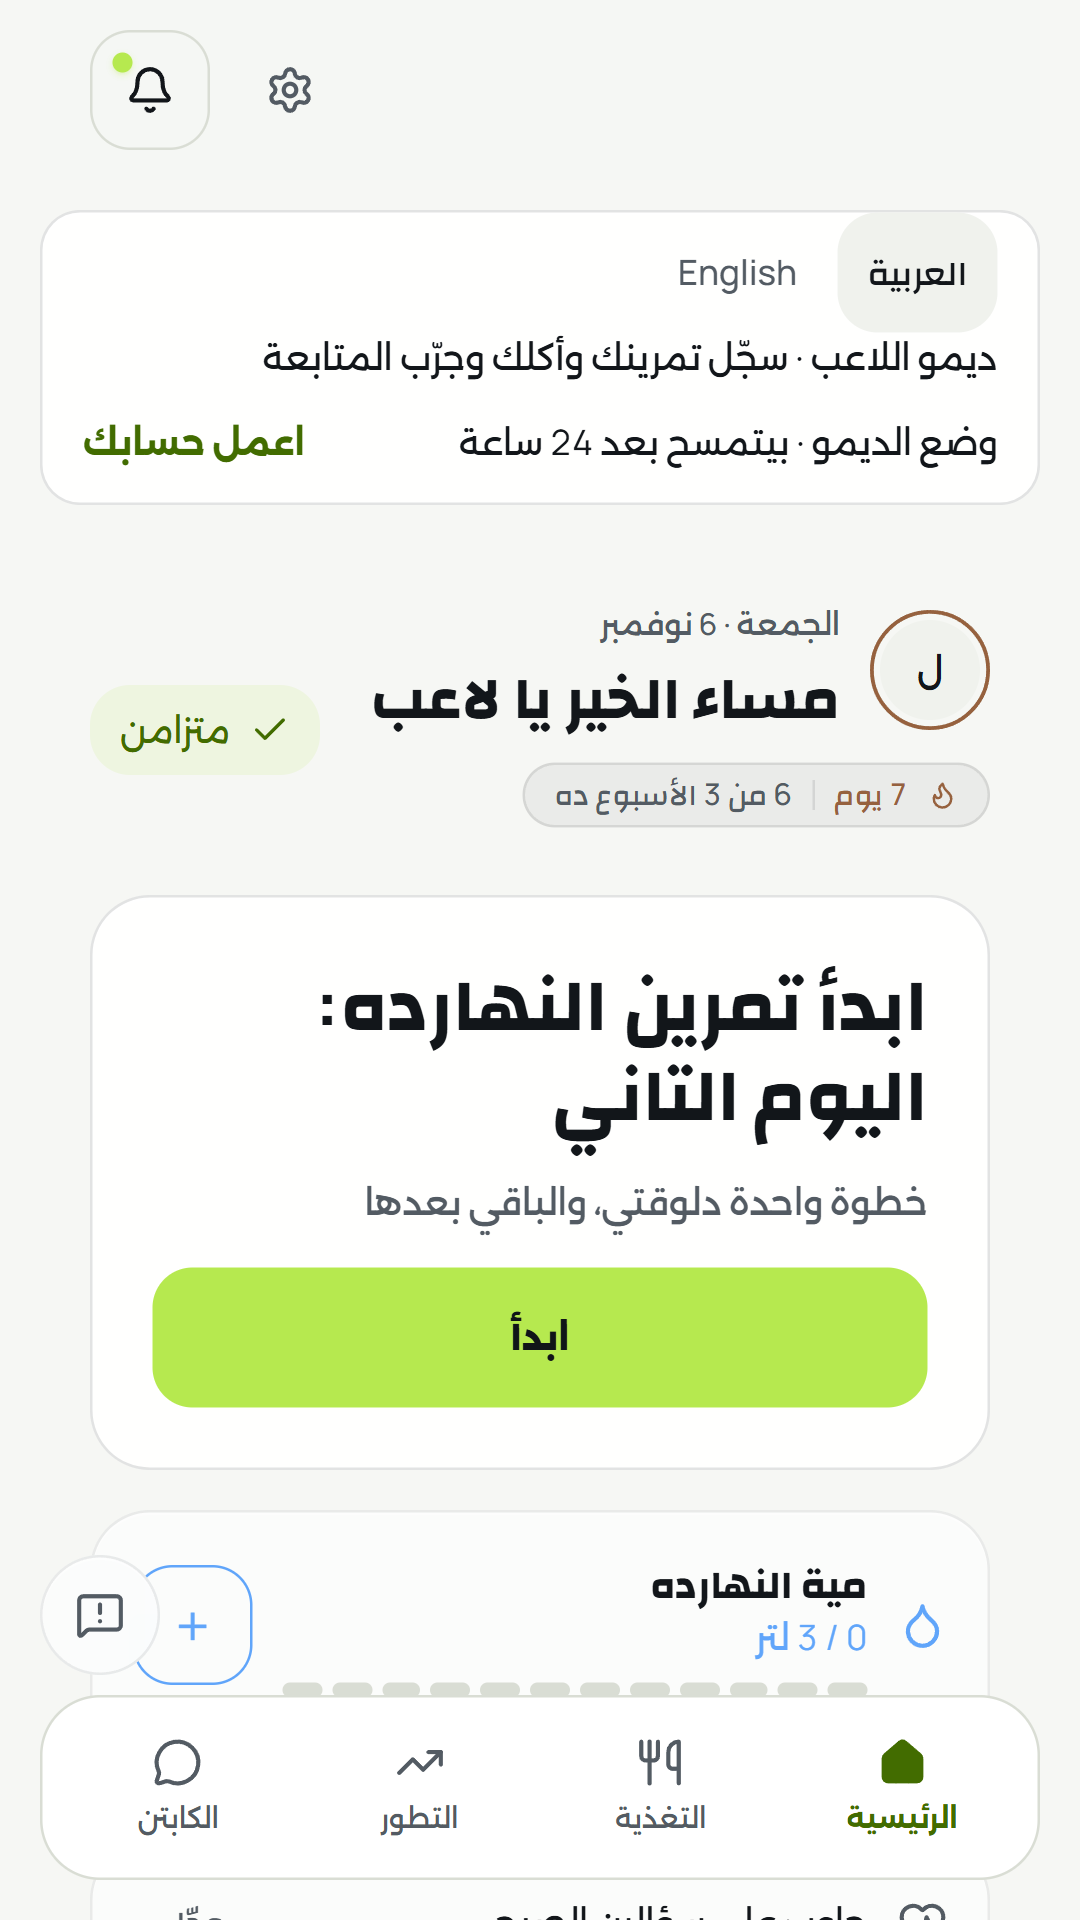 العربية
English
ديمو اللاعب · سجّل تمرينك وأكلك وجرّب المتابعة
وضع الديمو · بيتمسح بعد 24 ساعة
اعمل حسابك
ل
الجمعة · 6 نوفمبر
مساء الخير يا لاعب
متزامن
7 يوم
6 من 3 الأسبوع ده
ابدأ تمرين النهارده:
اليوم التاني
خطوة واحدة دلوقتي، والباقي بعدها
ابدأ
مية النهارده
0 / 3 لتر
الرئيسية
التغذية
التطور
الكابتن